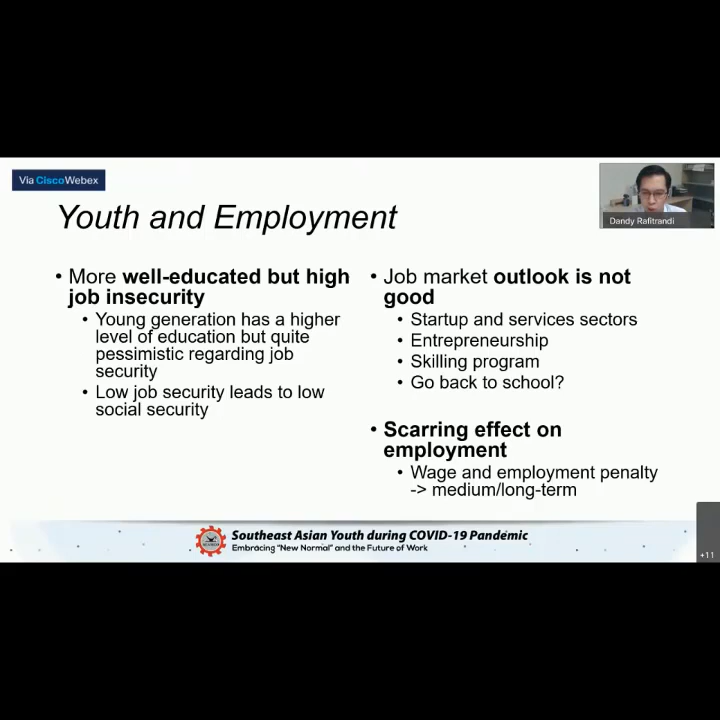 Via CiscoWebex
Dandy Rafitrandi
Youth and Employment
• More well-educated but high
job insecurity
• Young generation has a higher
level of education but quite
pessimistic regarding job
security
• Low job security leads to low
social security
• Job market outlook is not
good
• Startup and services sectors
• Entrepreneurship
• Skilling program
• Go back to school?
• Scarring effect on
employment
• Wage and employment penalty
-> medium/long-term
Southeast Asian Youth during COVID-19 Pandemic
Embracing "New Normal" and the Future of Work
+11